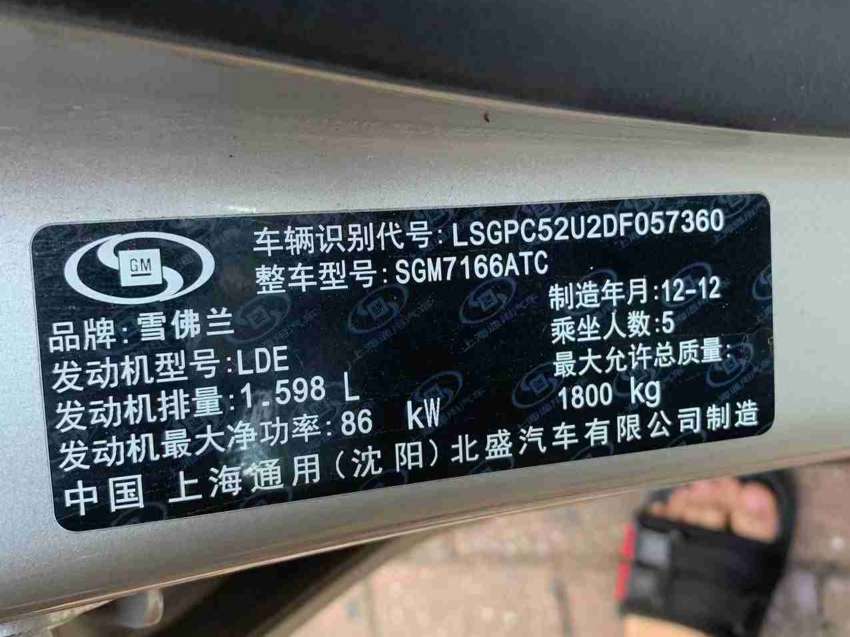 GM
车辆识别代号:LSGPC52U2DF057360
整车型号:SGM7166ATC
制造年月:12-12
品牌:雪佛兰
乘坐人数:5
发动机型号:LDE
最大允许总质量:
发动机排量:1.598 L
1800 kg
发动机最大净功率:86 kW
中国 上海通用(沈阳)北盛汽车有限公司制造